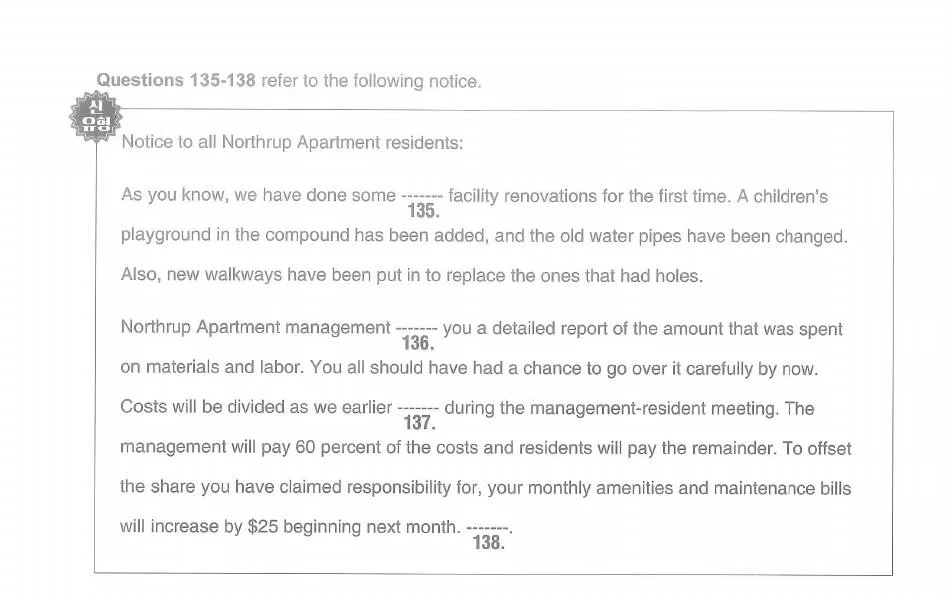 Questions 135-138 refer to the following notice.
신
유형
Notice to all Northrup Apartment residents:
As you know, we have done some ------- facility renovations for the first time. A children's
135.
playground in the compound has been added, and the old water pipes have been changed.
Also, new walkways have been put in to replace the ones that had holes.
Northrup Apartment management ------- you a detailed report of the amount that was spent
136.
on materials and labor. You all should have had a chance to go over it carefully by now.
Costs will be divided as we earlier ------- during the management-resident meeting. The
137.
management will pay 60 percent of the costs and residents will pay the remainder. To offset
the share you have claimed responsibility for, your monthly amenities and maintenance bills
will increase by $25 beginning next month. -------.
138.